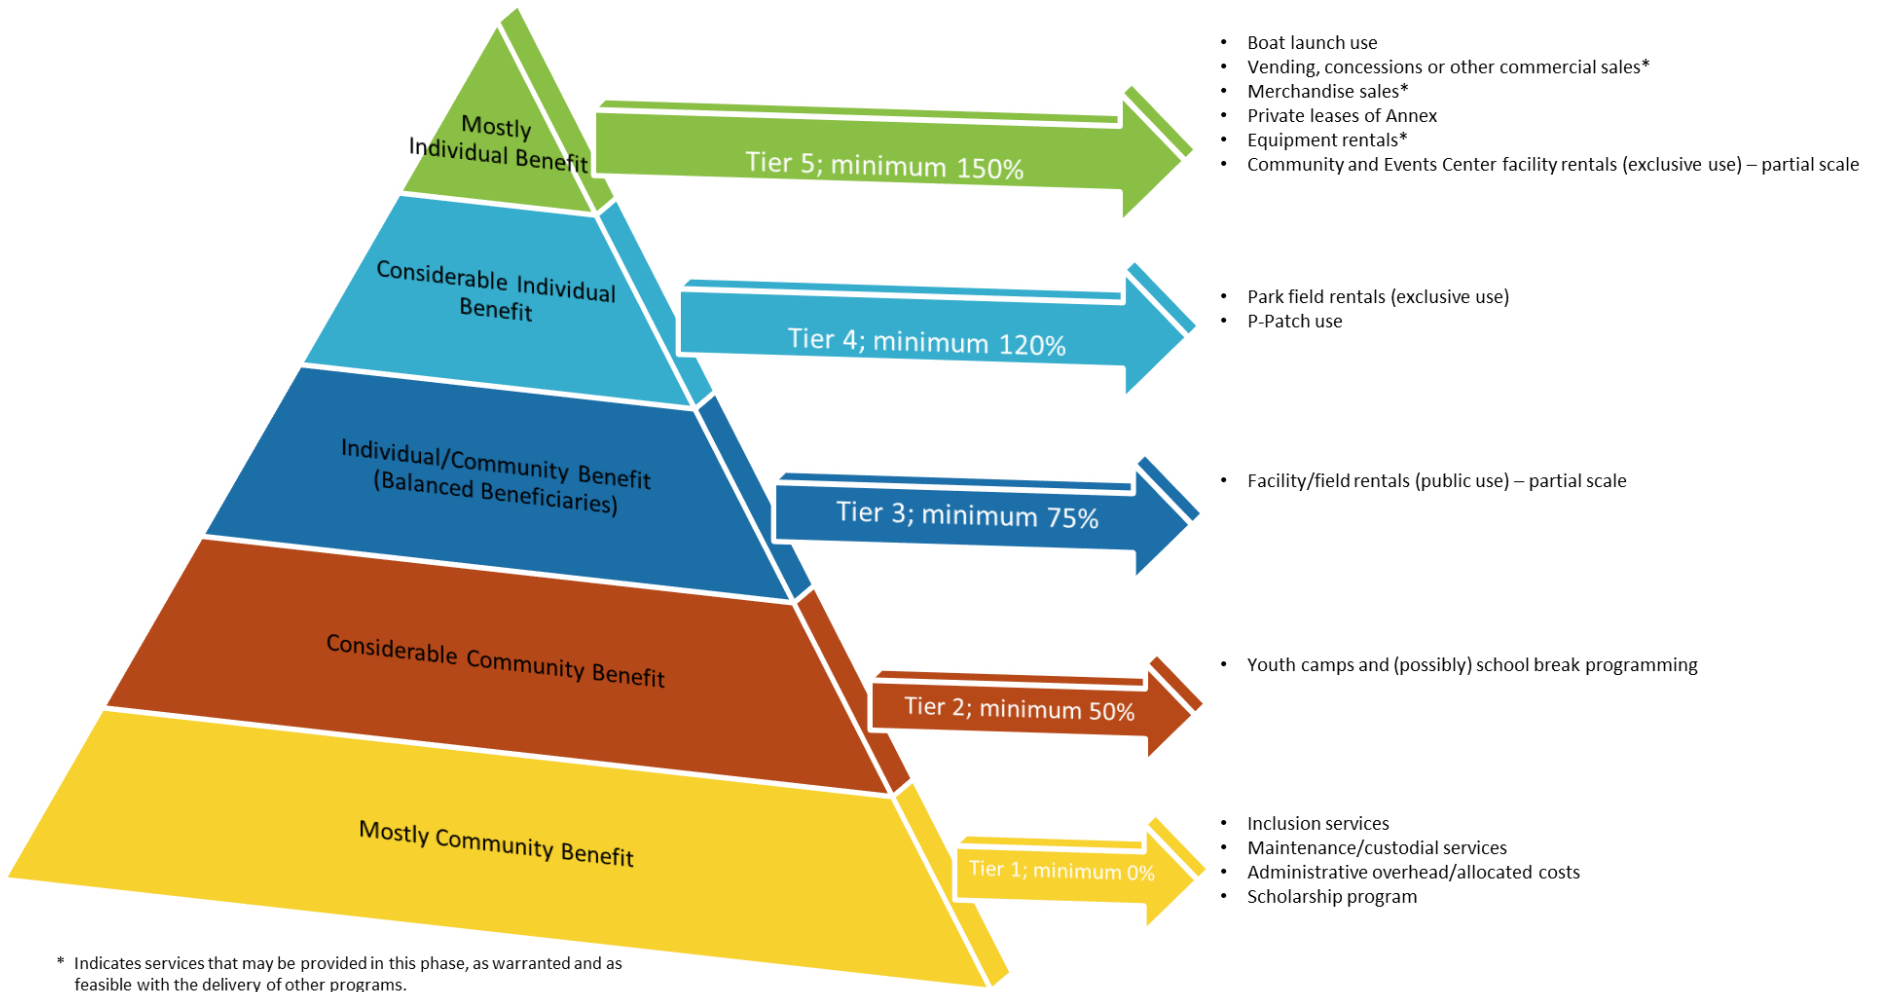 Mostly
Individual Benefit
Tier 5; minimum 150%
• Boat launch use
• Vending, concessions or other commercial sales*
• Merchandise sales*
• Private leases of Annex
• Equipment rentals*
• Community and Events Center facility rentals (exclusive use) – partial scale
Considerable Individual
Benefit
Tier 4; minimum 120%
• Park field rentals (exclusive use)
• P-Patch use
Individual/Community Benefit
(Balanced Beneficiaries)
Tier 3; minimum 75%
• Facility/field rentals (public use) – partial scale
Considerable Community Benefit
Tier 2; minimum 50%
• Youth camps and (possibly) school break programming
Mostly Community Benefit
Tier 1; minimum 0%
• Inclusion services
• Maintenance/custodial services
• Administrative overhead/allocated costs
• Scholarship program
* Indicates services that may be provided in this phase, as warranted and as
feasible with the delivery of other programs.